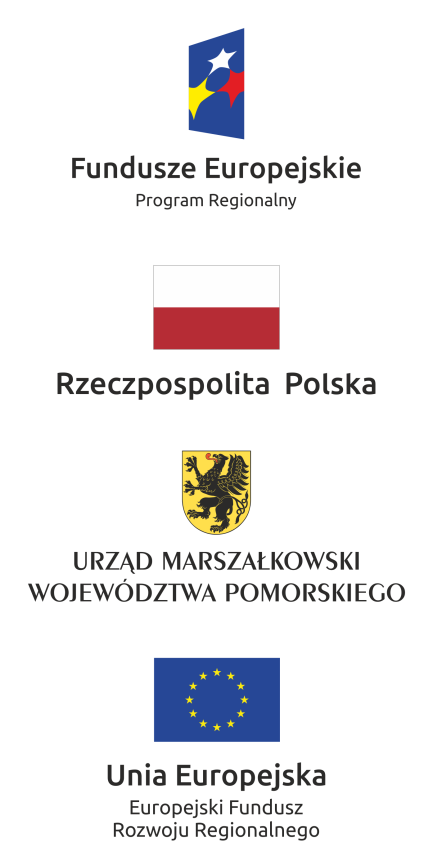 Fundusze Europejskie
Program Regionalny
Rzeczpospolita Polska
URZĄD MARSZAŁKOWSKI
WOJEWÓDZTWA POMORSKIEGO
Unia Europejska
Europejski Fundusz
Rozwoju Regionalnego